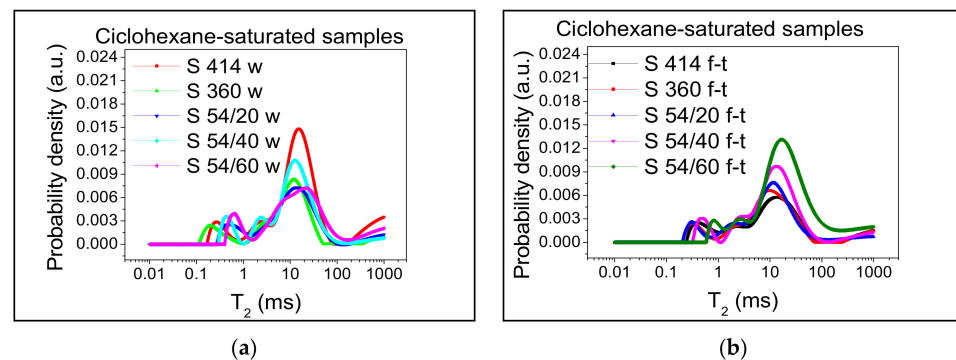 Ciclohexane-saturated samples
Probability density (a.u.)
0.024
0.021
0.018
0.015
0.012
0.009
0.006
0.003
0.000
S 414 w
S 360 w
S 54/20 w
S 54/40 w
S 54/60 w
0.01 0.1 1 10 100 1000
T2 (ms)
(a)
Ciclohexane-saturated samples
Probability density (a.u.)
0.024
0.021
0.018
0.015
0.012
0.009
0.006
0.003
0.000
S 414 f-t
S 360 f-t
S 54/20 f-t
S 54/40 f-t
S 54/60 f-t
0.01 0.1 1 10 100 1000
T2 (ms)
(b)